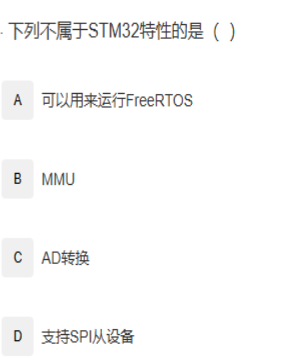 . 下列不属于STM32特性的是（ ）
A 可以用来运行FreeRTOS
B MMU
C AD转换
D 支持SPI从设备